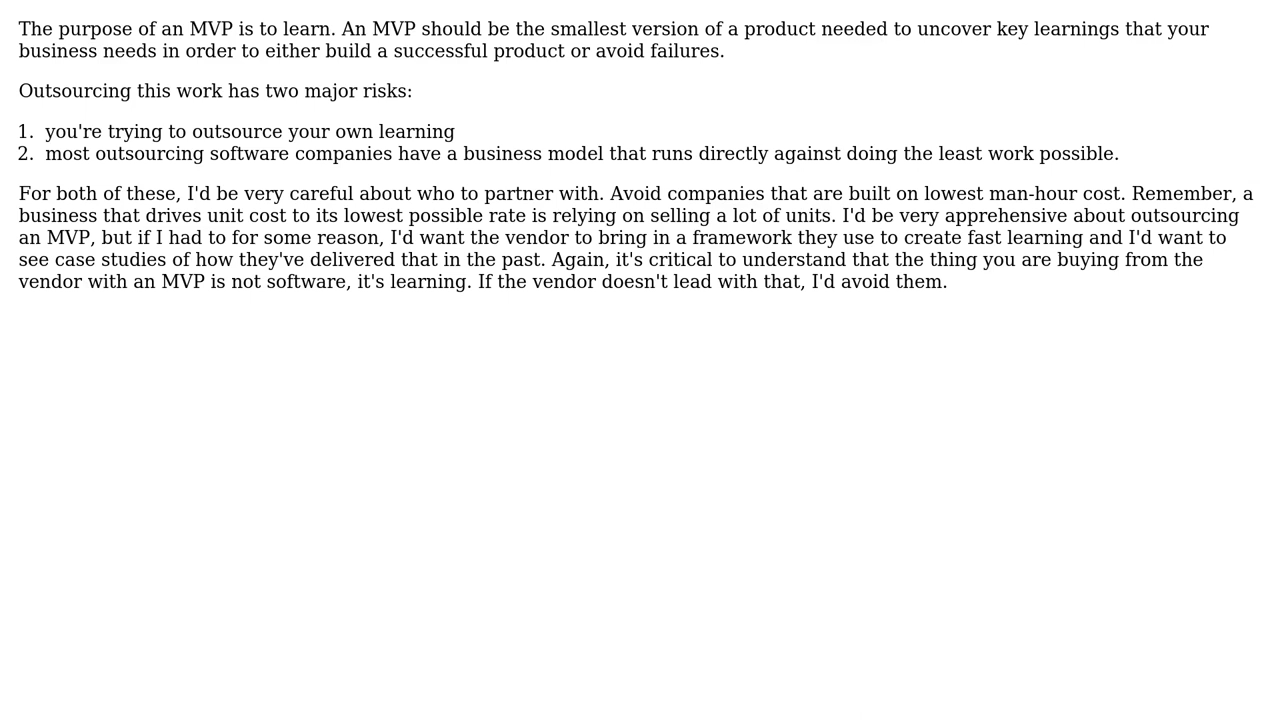 The purpose of an MVP is to learn. An MVP should be the smallest version of a product needed to uncover key learnings that your
business needs in order to either build a successful product or avoid failures.
Outsourcing this work has two major risks:
1. you're trying to outsource your own learning
2. most outsourcing software companies have a business model that runs directly against doing the least work possible.
For both of these, I'd be very careful about who to partner with. Avoid companies that are built on lowest man-hour cost. Remember, a
business that drives unit cost to its lowest possible rate is relying on selling a lot of units. I'd be very apprehensive about outsourcing
an MVP, but if I had to for some reason, I'd want the vendor to bring in a framework they use to create fast learning and I'd want to
see case studies of how they've delivered that in the past. Again, it's critical to understand that the thing you are buying from the
vendor with an MVP is not software, it's learning. If the vendor doesn't lead with that, I'd avoid them.